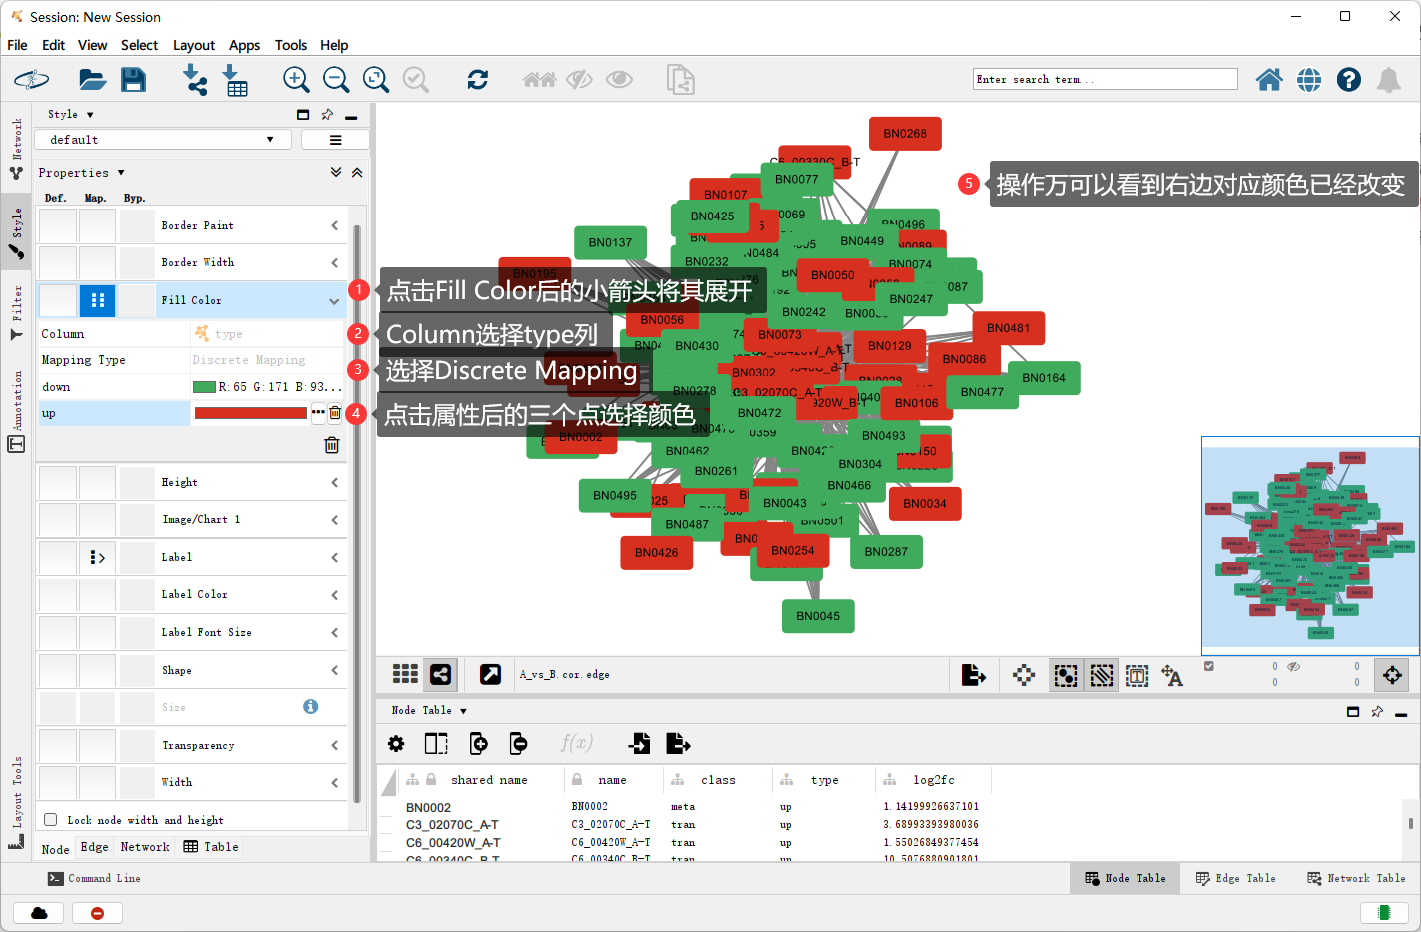 Session: New Session
File Edit View Select Layout Apps Tools Help
Enter search term...
Network
Style
Filter
Annotation
Layout Tools
Style
default
Properties
Def. Map. Byp.
Border Paint
Border Width
Fill Color
Column type
Mapping Type Discrete Mapping
down R:65 G:171 B:93...
up
Height
Image/Chart 1
Label
Label Color
Label Font Size
Shape
Size
Transparency
Width
Lock node width and height
Node Edge Network Table
1 点击Fill Color后的小箭头将其展开
2 Column选择type列
3 选择Discrete Mapping
4 点击属性后的三个点选择颜色
5 操作万可以看到右边对应颜色已经改变
BN0268
C6_00330C_B-T
BN0077
BN0107
BN0425
BN0496
BN0137
BN0449
BN0089
BN0484
BN0232
BN0074
BN0195
BN0050
BN0087
BN0247
BN0242
BN0056
BN0481
BN0073
BN0430
BN0129
BN0086
BN0302
BN0164
BN0278
BN0477
BN0106
BN0472
BN0002
BN0493
BN0462
BN0304
BN0261
BN0466
BN0495
BN0043
BN0034
BN0487
BN0501
BN0426
BN0254
BN0287
BN0045
A_vs_B.cor.edge
0 0
0 0
Node Table
f(x)
shared name name class type log2fc
BN0002 BN0002 meta up 1.14199926637101
C3_02070C_A-T C3_02070C_A-T tran up 3.68993393980036
C6_00420W_A-T C6_00420W_A-T tran up 1.55026849377454
C6_00340C_B-T C6_00340C_B-T tran up 10.5076880901801
Command Line
Node Table Edge Table Network Table